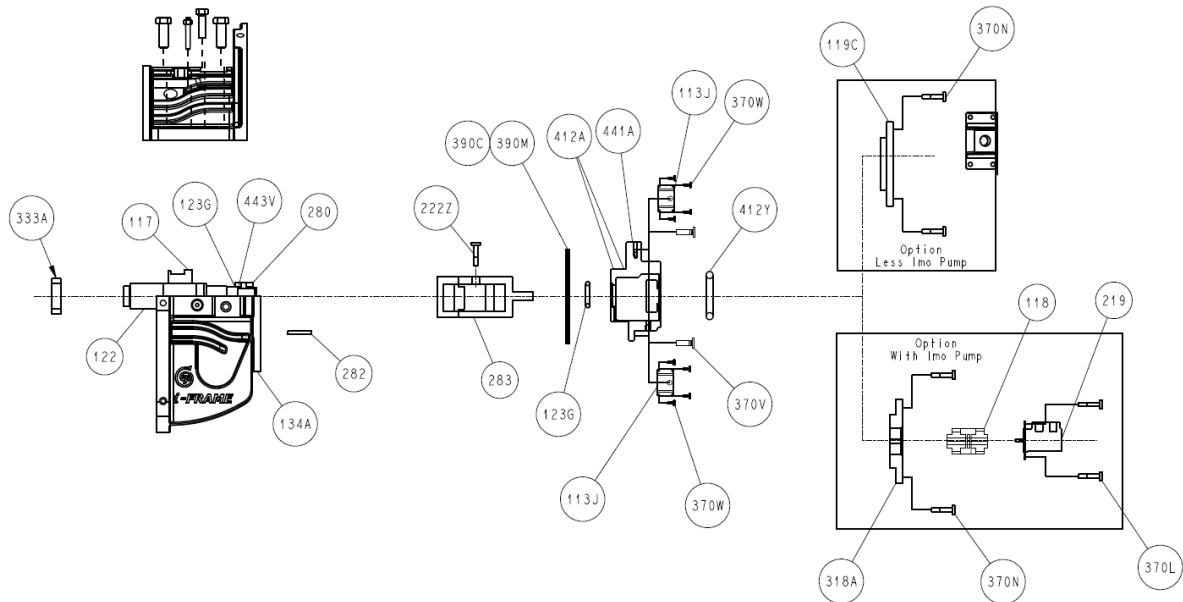 370N
119C
113J
370W
441A
412A
390C
390M
412Y
222Z
280
443V
123G
117
333A
Option
Less Imo Pump
118
219
Option
With Imo Pump
122
282
134A
i-FRAME
283
123G
370V
113J
370W
318A
370N
370L